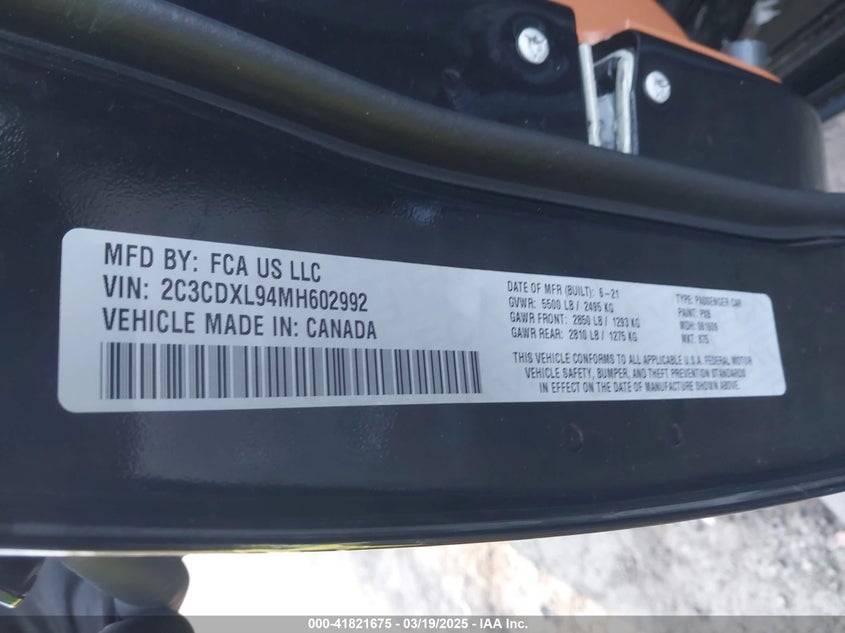 MFD BY: FCA US LLC
VIN: 2C3CDXL94MH602992
VEHICLE MADE IN: CANADA
DATE OF MFR (BUILT): 6-21
GVWR: 5500 LB / 2495 KG
GAWR FRONT: 2850 LB / 1293 KG
GAWR REAR: 2810 LB / 1275 KG
TYPE: PASSENGER CAR
PAINT: PX8
MDH:
MKT:
THIS VEHICLE CONFORMS TO ALL APPLICABLE U.S.A. FEDERAL MOTOR
VEHICLE SAFETY, BUMPER, AND THEFT PREVENTION STANDARDS
IN EFFECT ON THE DATE OF MANUFACTURE SHOWN ABOVE.
000-41821675 - 03/19/2025 - IAA Inc.